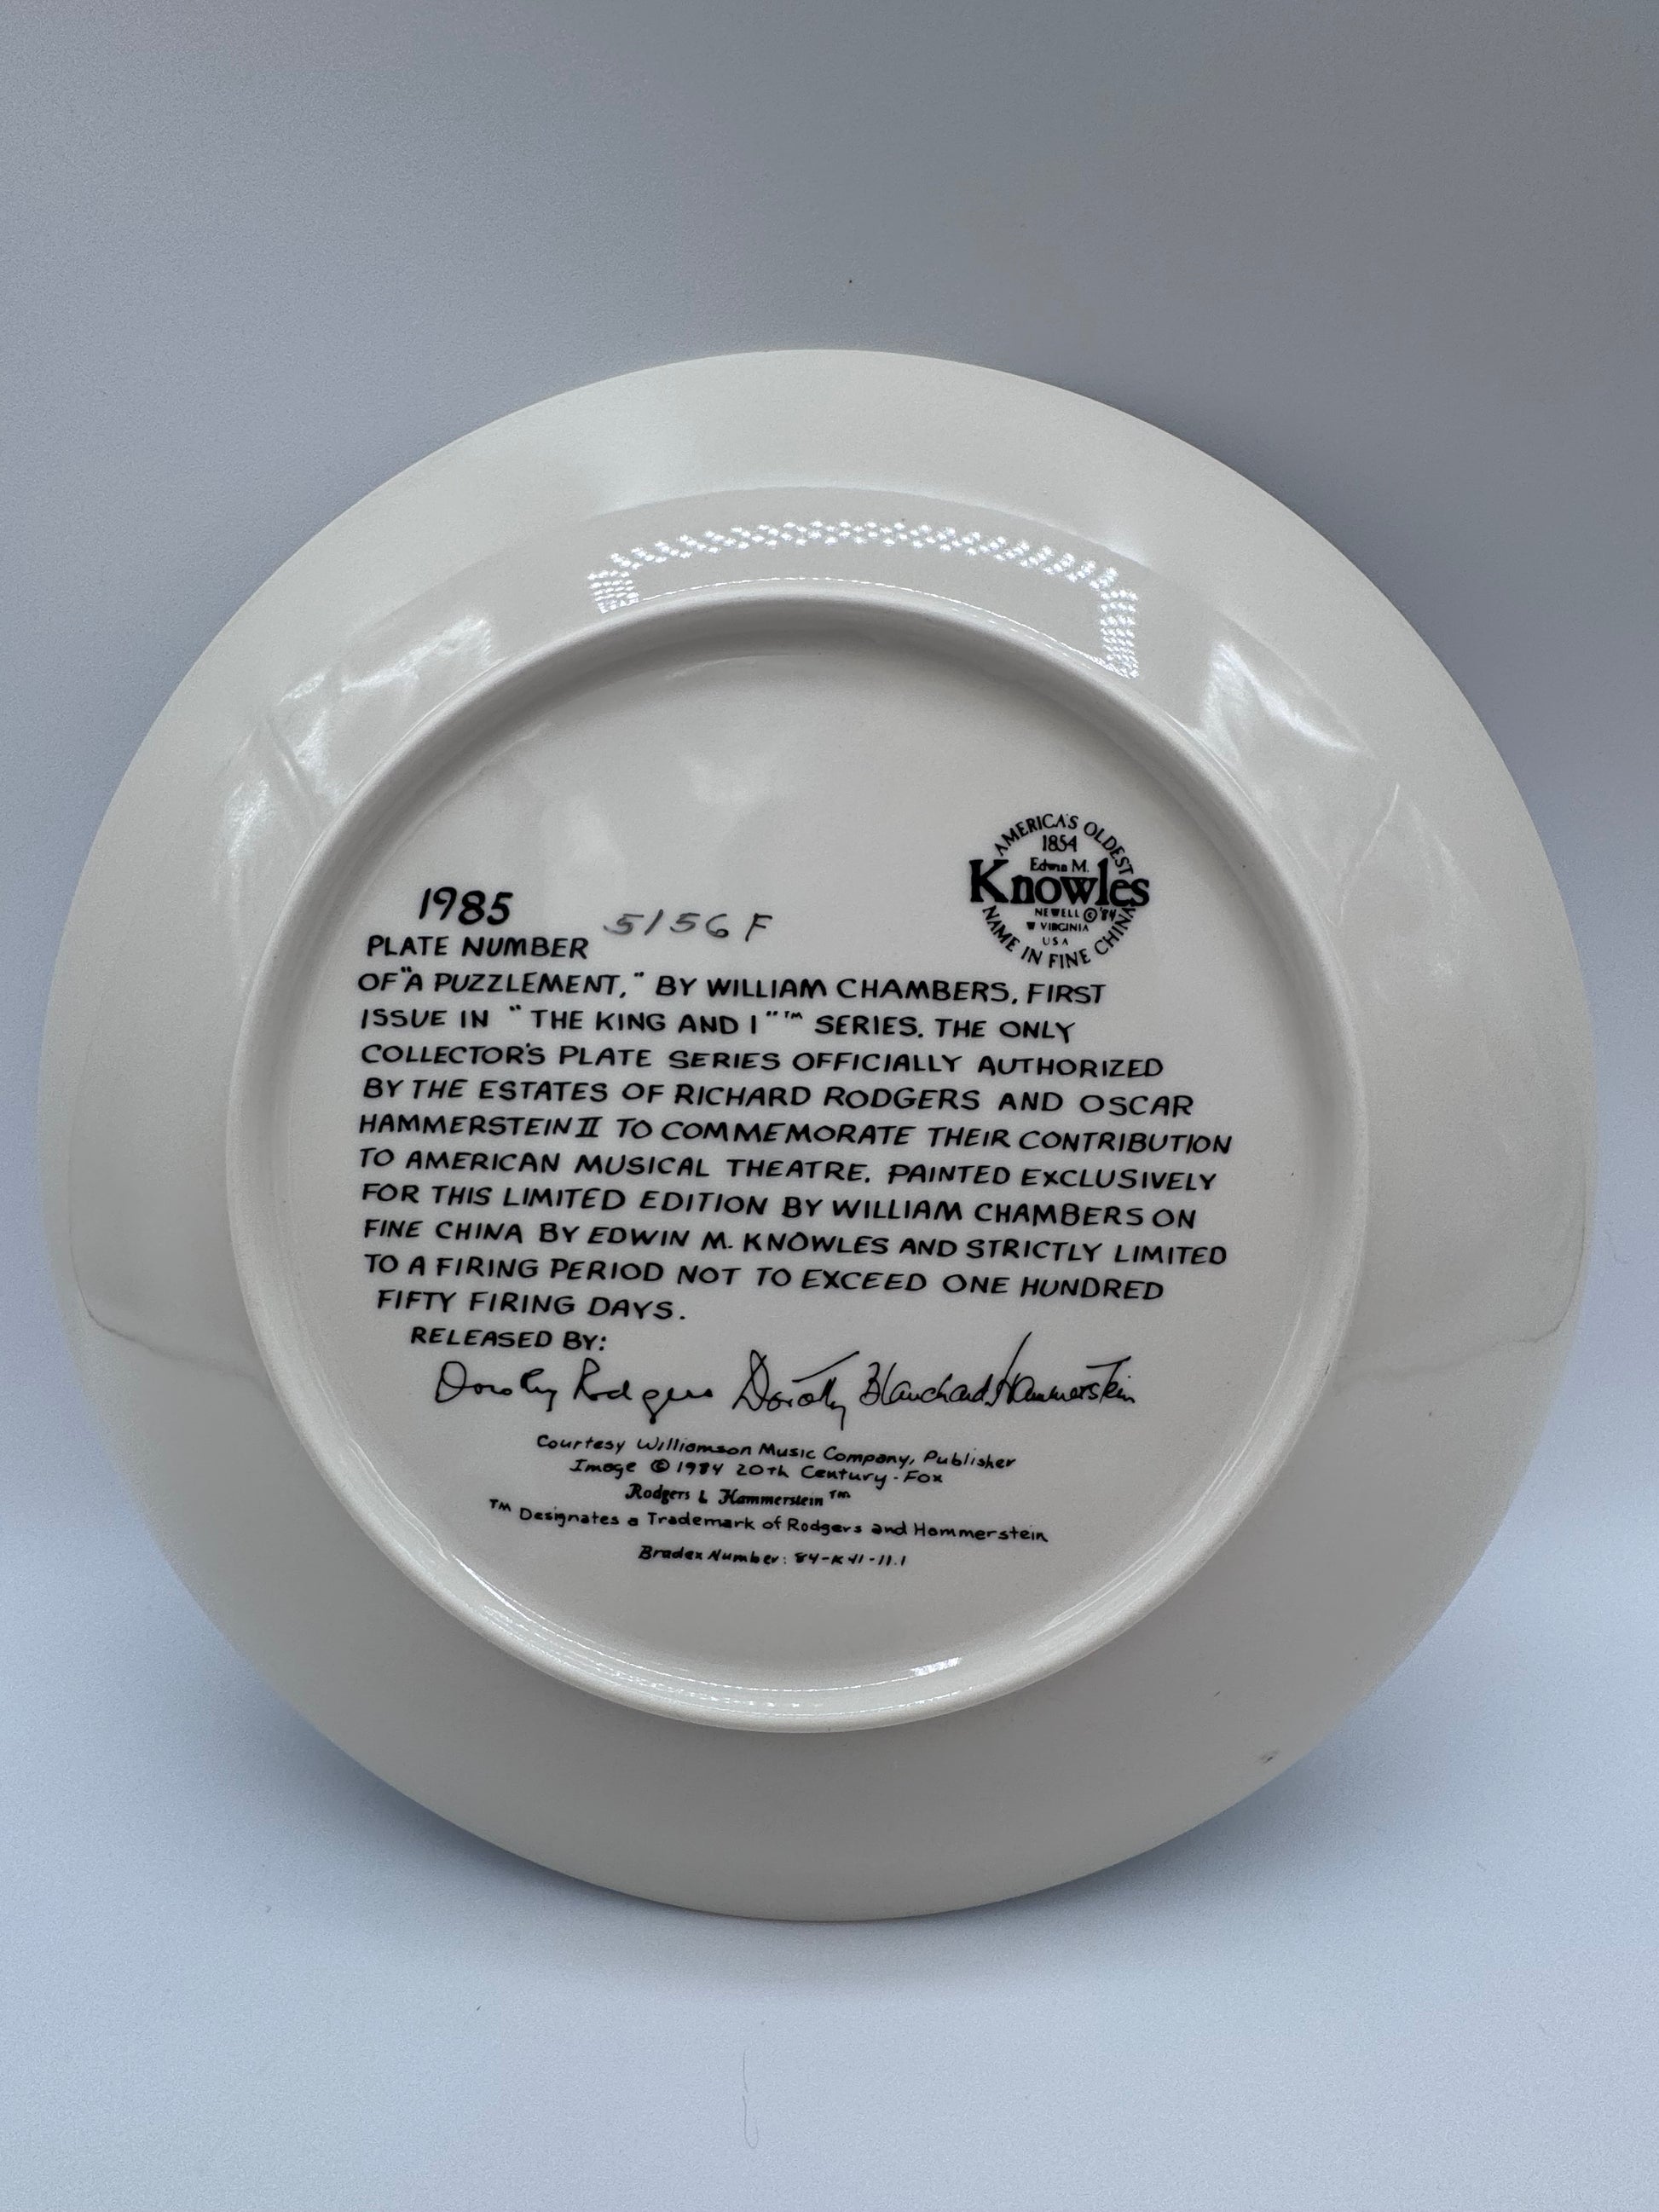 AMERICA'S OLDEST
1854
Edwin M.
Knowles
NEWELL © '84
W VIRGINIA
USA
NAME IN FINE CHINA
1985
PLATE NUMBER 5156 F
OF "A PUZZLEMENT," BY WILLIAM CHAMBERS, FIRST
ISSUE IN "THE KING AND I"™ SERIES. THE ONLY
COLLECTOR'S PLATE SERIES OFFICIALLY AUTHORIZED
BY THE ESTATES OF RICHARD RODGERS AND OSCAR
HAMMERSTEIN II TO COMMEMORATE THEIR CONTRIBUTION
TO AMERICAN MUSICAL THEATRE. PAINTED EXCLUSIVELY
FOR THIS LIMITED EDITION BY WILLIAM CHAMBERS ON
FINE CHINA BY EDWIN M. KNOWLES AND STRICTLY LIMITED
TO A FIRING PERIOD NOT TO EXCEED ONE HUNDRED
FIFTY FIRING DAYS.
RELEASED BY:
Dorothy Rodgers Dorothy Blanchard Hammerstein
Courtesy Williamson Music Company, Publisher
Image © 1984 20th Century-Fox
Rodgers & Hammerstein™
™ Designates a Trademark of Rodgers and Hammerstein
Bradex Number: 84-K41-11.1